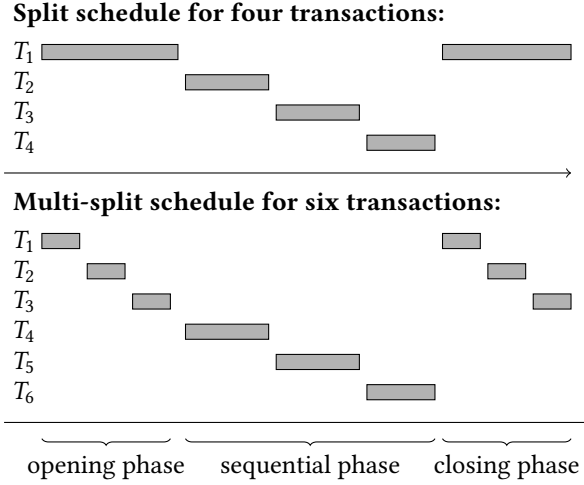 Split schedule for four transactions:
T1
T2
T3
T4
Multi-split schedule for six transactions:
T1
T2
T3
T4
T5
T6
opening phase sequential phase closing phase